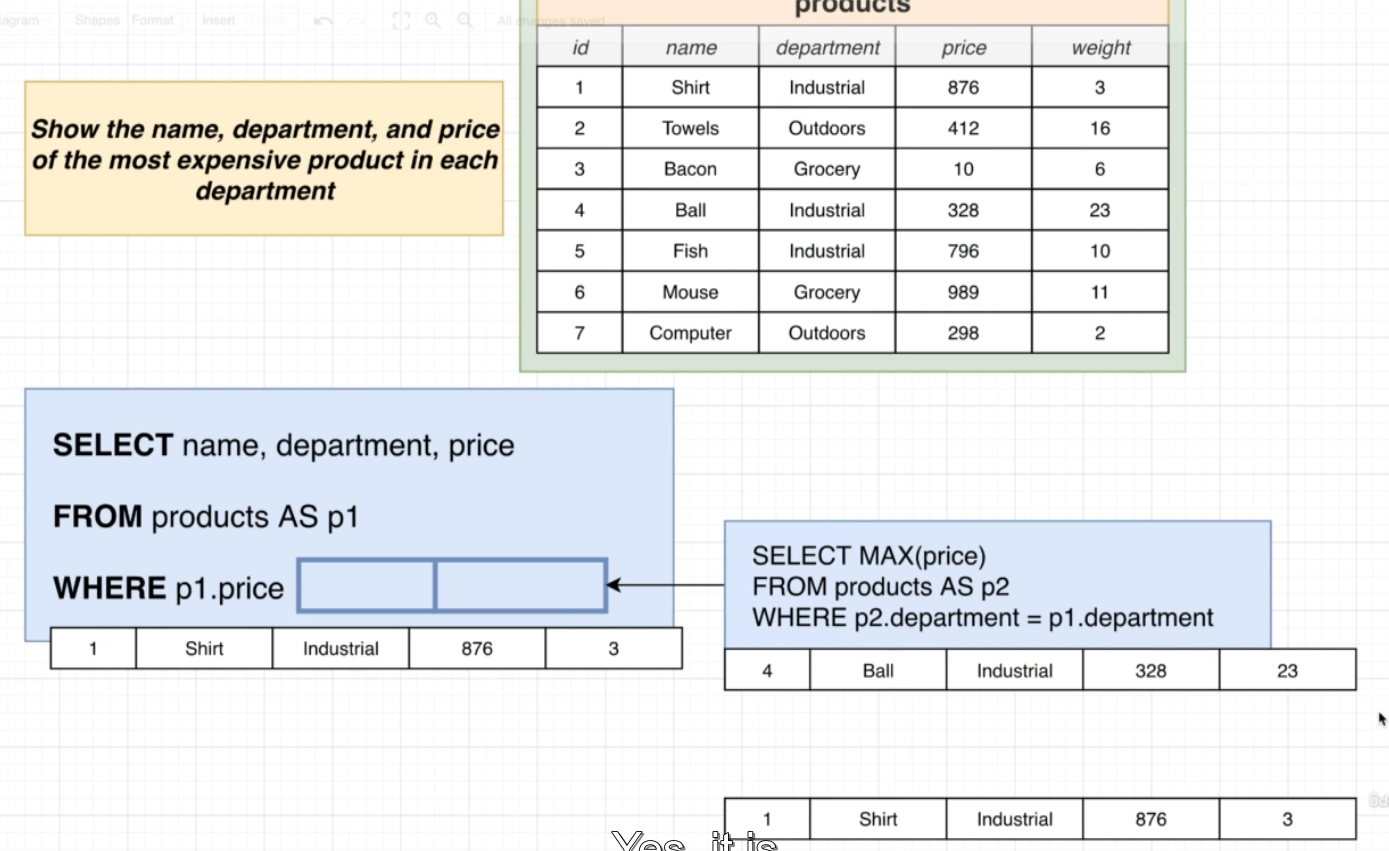 agram
Shapes
Format
Insert
All changes saved
products
id name department price weight
1 Shirt Industrial 876 3
2 Towels Outdoors 412 16
3 Bacon Grocery 10 6
4 Ball Industrial 328 23
5 Fish Industrial 796 10
6 Mouse Grocery 989 11
7 Computer Outdoors 298 2
Show the name, department, and price
of the most expensive product in each
department
SELECT name, department, price
FROM products AS p1
WHERE p1.price
1 Shirt Industrial 876 3
SELECT MAX(price)
FROM products AS p2
WHERE p2.department = p1.department
4 Ball Industrial 328 23
1 Shirt Industrial 876 3
Yes, it is